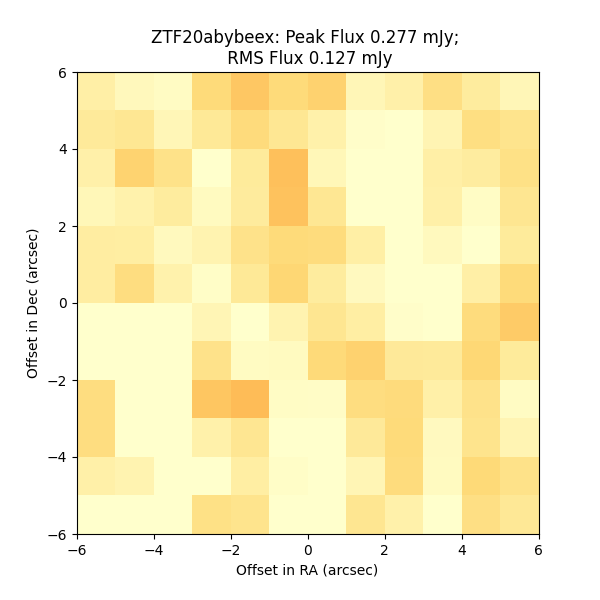 ZTF20abybeex: Peak Flux 0.277 mJy;
RMS Flux 0.127 mJy
6
4
2
0
−2
−4
−6
Offset in Dec (arcsec)
−6 −4 −2 0 2 4 6
Offset in RA (arcsec)